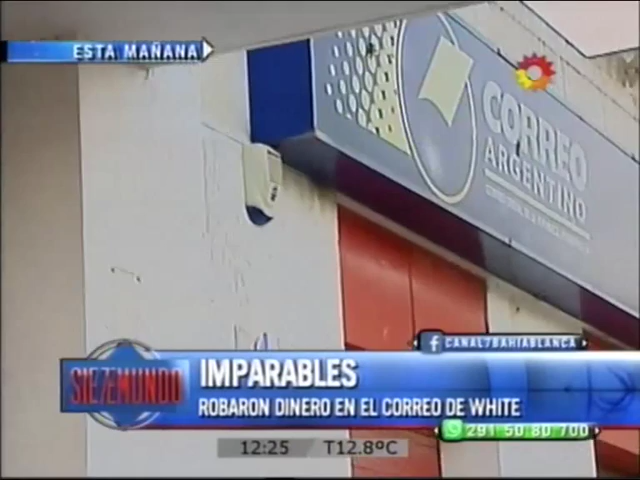 ESTA MAÑANA
CORREO
ARGENTINO
CANAL7BAHIABLANCA
SIE7EMUNDO
IMPARABLES
ROBARON DINERO EN EL CORREO DE WHITE
291 50 80 700
12:25 T12.8ºC